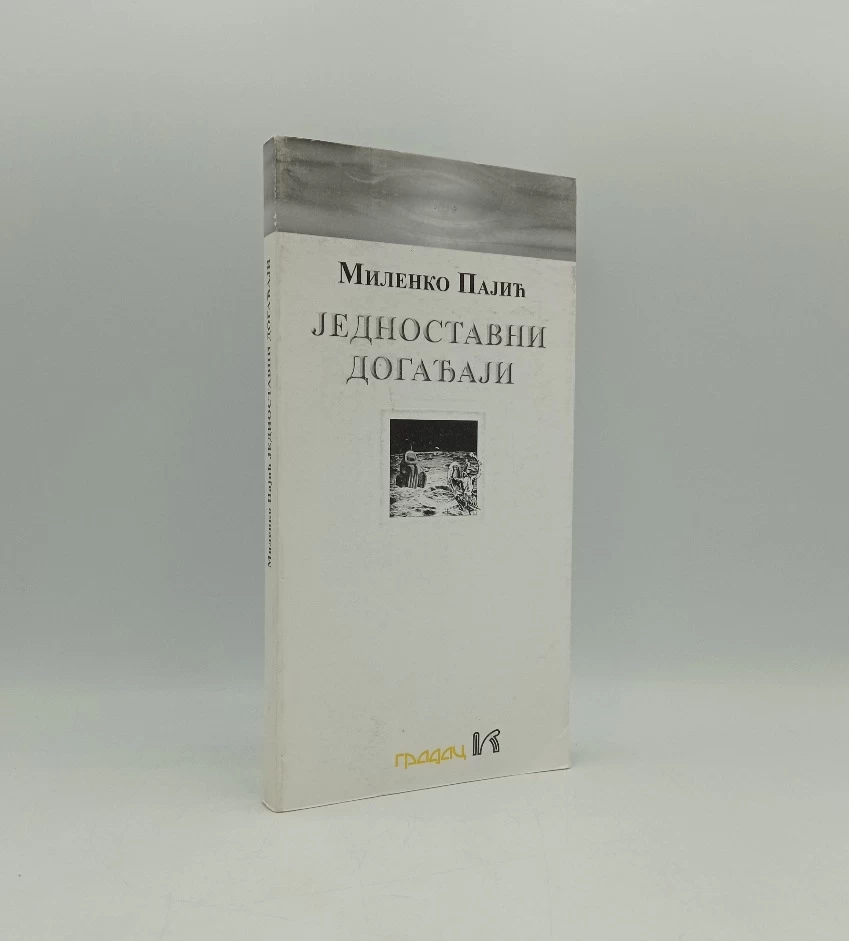 Миленко Пајић
ЈЕДНОСТАВНИ
ДОГАЂАЈИ
градац К
Миленко Пајић ЈЕДНОСТАВНИ ДОГАЂАЈИ